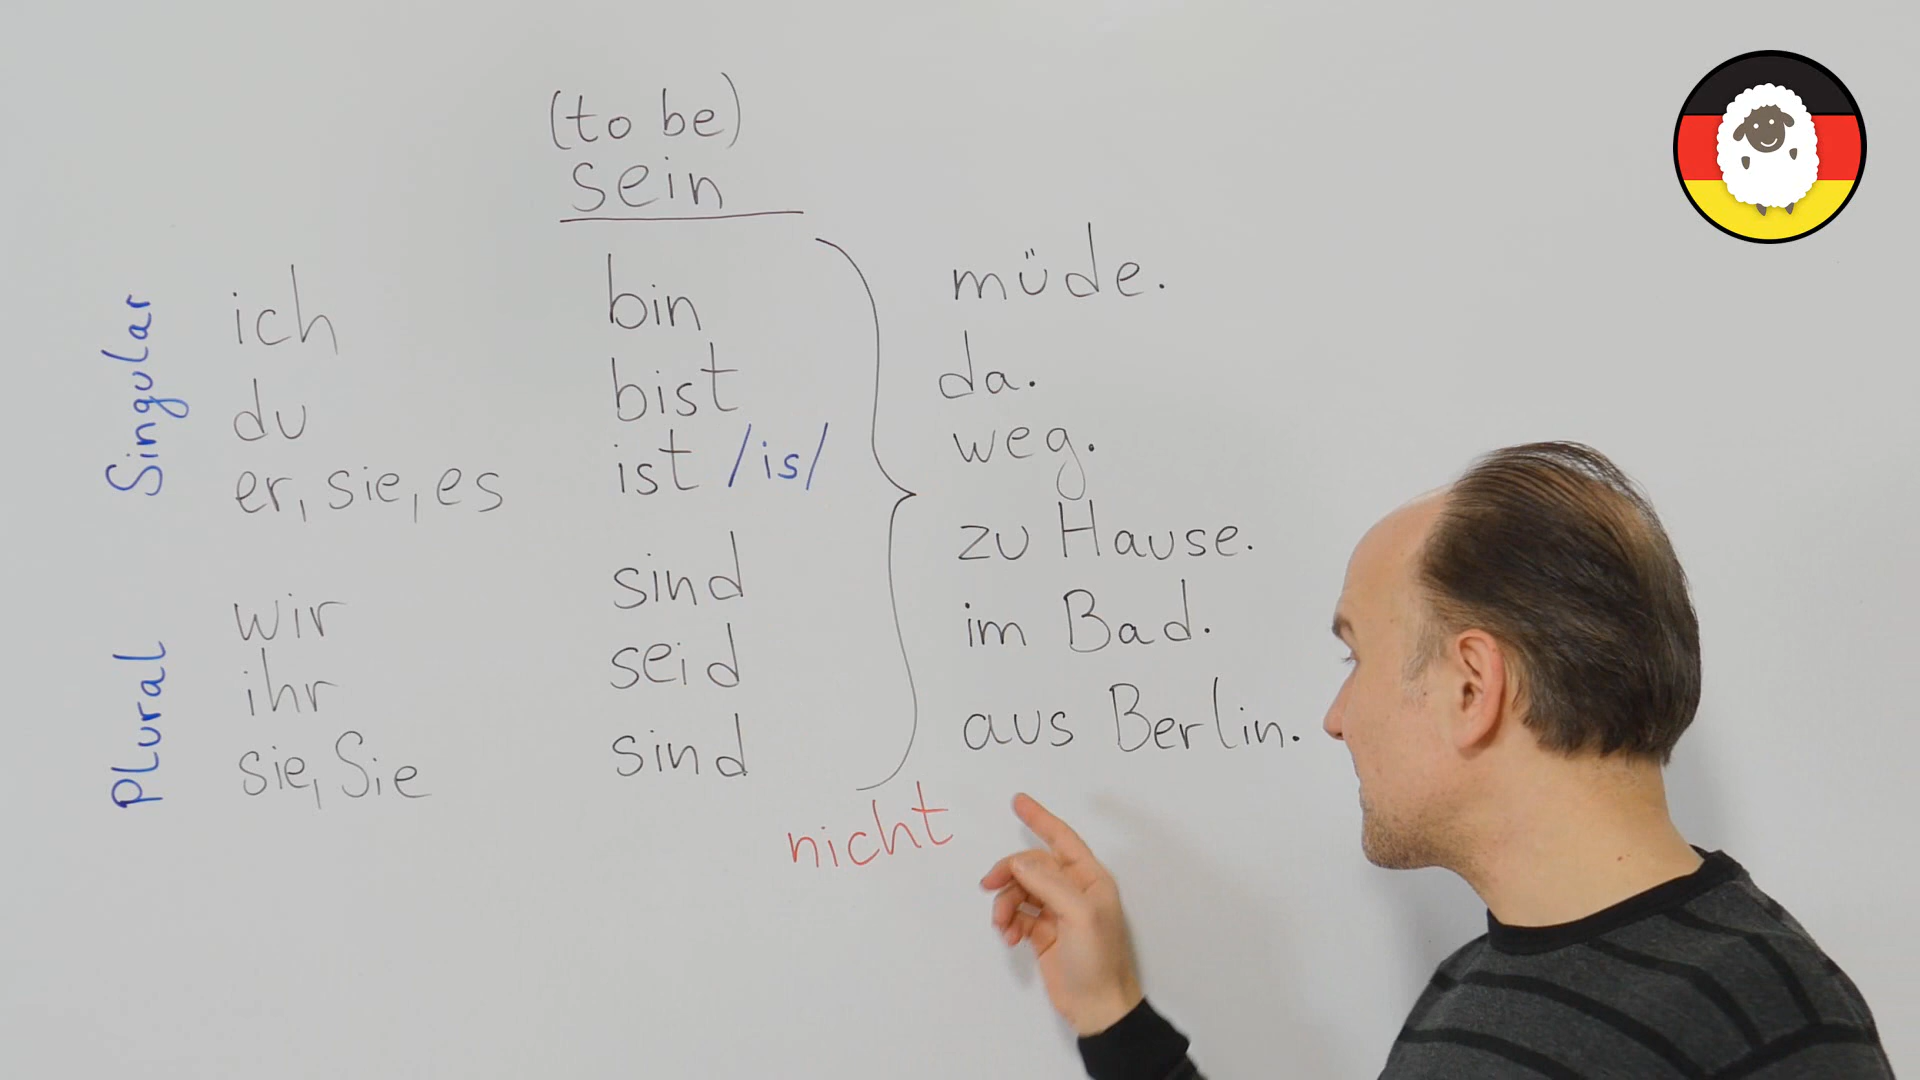 (to be)
sein
Singular
ich bin
du bist
er, sie, es ist /is/
Plural
wir sind
ihr seid
sie, Sie sind
müde.
da.
weg.
zu Hause.
im Bad.
aus Berlin.
nicht